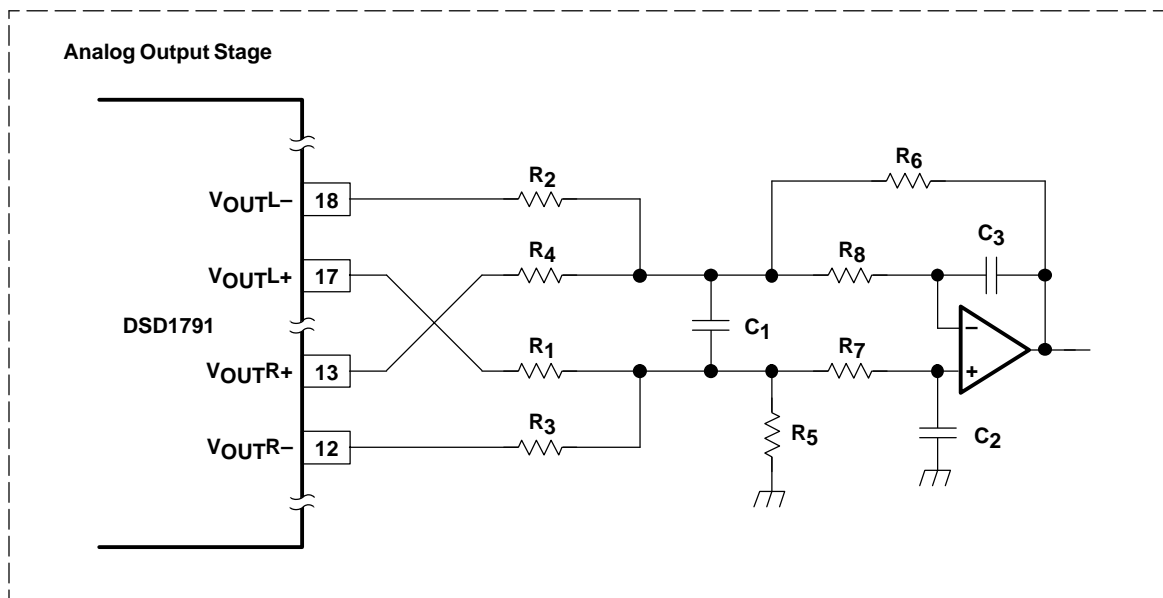 Analog Output Stage
VOUTL– 18
VOUTL+ 17
DSD1791
VOUTR+ 13
VOUTR– 12
R2
R4
R1
R3
C1
R6
R8
C3
R7
R5
C2
–
+